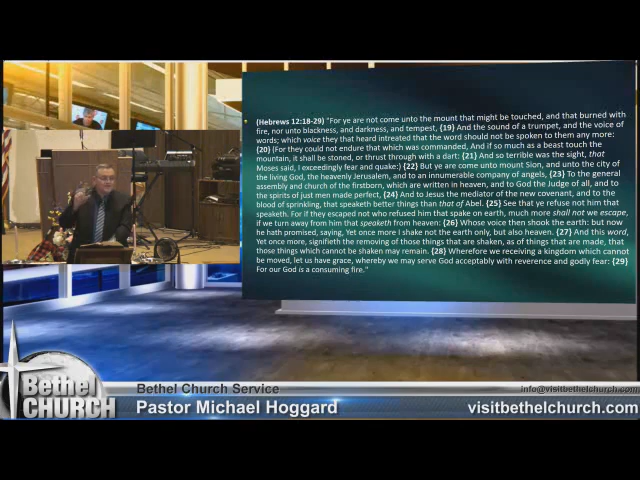 (Hebrews 12:18-29) "For ye are not come unto the mount that might be touched, and that burned with
fire, nor unto blackness, and darkness, and tempest, (19) And the sound of a trumpet, and the voice of
words; which voice they that heard intreated that the word should not be spoken to them any more:
(20) (For they could not endure that which was commanded, And if so much as a beast touch the
mountain, it shall be stoned, or thrust through with a dart: (21) And so terrible was the sight, that
Moses said, I exceedingly fear and quake:) (22) But ye are come unto mount Sion, and unto the city of
the living God, the heavenly Jerusalem, and to an innumerable company of angels, (23) To the general
assembly and church of the firstborn, which are written in heaven, and to God the Judge of all, and to
the spirits of just men made perfect, (24) And to Jesus the mediator of the new covenant, and to the
blood of sprinkling, that speaketh better things than that of Abel. (25) See that ye refuse not him that
speaketh. For if they escaped not who refused him that spake on earth, much more shall not we escape,
if we turn away from him that speaketh from heaven: (26) Whose voice then shook the earth: but now
he hath promised, saying, Yet once more I shake not the earth only, but also heaven. (27) And this word,
Yet once more, signifieth the removing of those things that are shaken, as of things that are made, that
those things which cannot be shaken may remain. (28) Wherefore we receiving a kingdom which cannot
be moved, let us have grace, whereby we may serve God acceptably with reverence and godly fear: (29)
For our God is a consuming fire."
Bethel
CHURCH
Bethel Church Service
info@visitbethelchurch.com
Pastor Michael Hoggard
visitbethelchurch.com